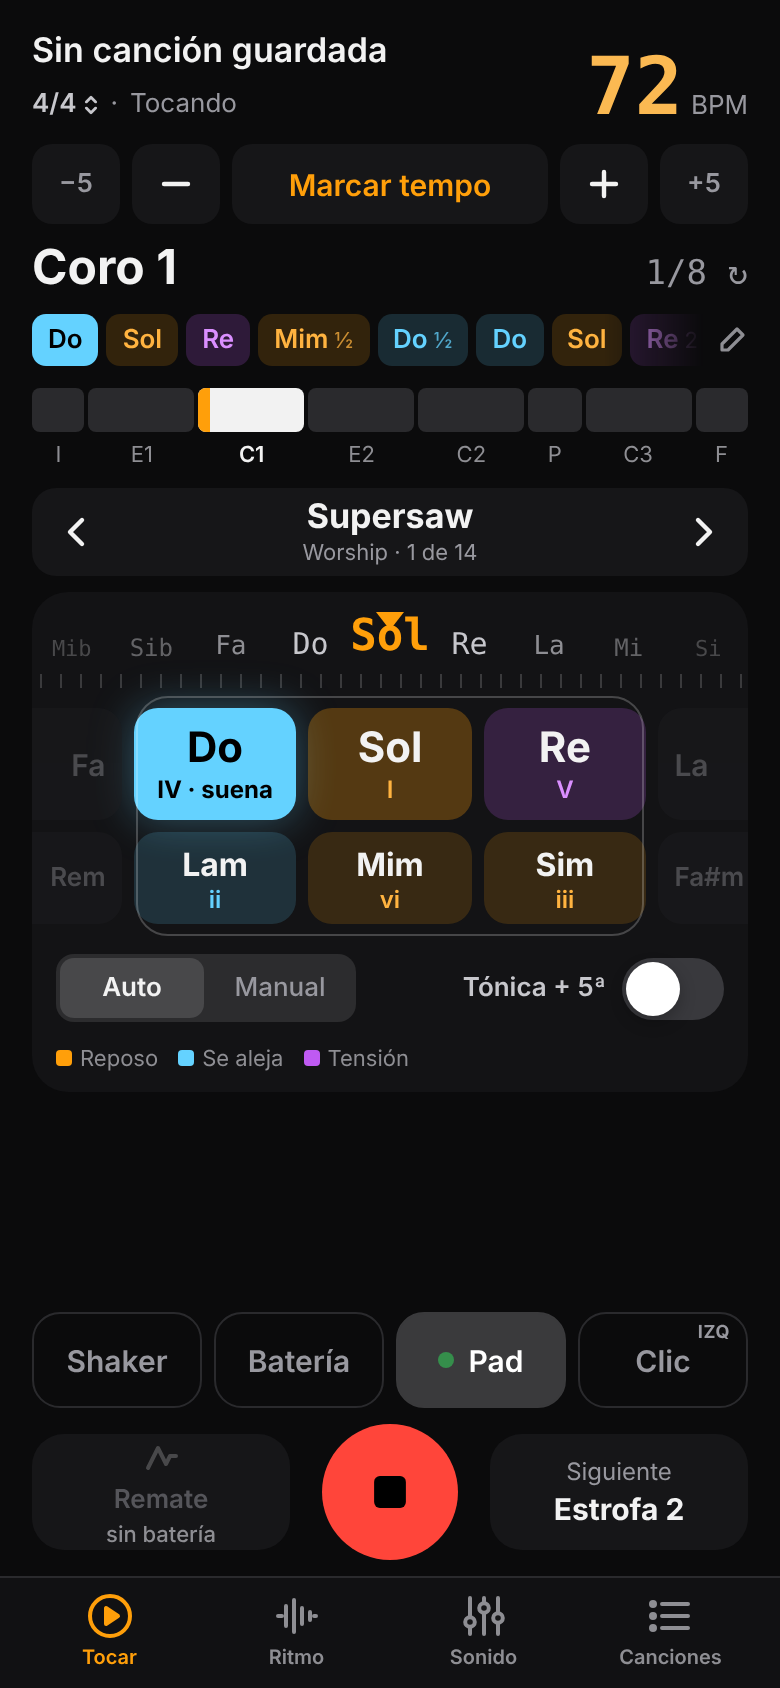 Sin canción guardada
4/4 · Tocando
72 BPM
−5 − Marcar tempo + +5
Coro 1 1/8 ↻
Do Sol Re Mim ½ Do ½ Do Sol Re 2
I E1 C1 E2 C2 P C3 F
Supersaw
Worship · 1 de 14
Mib Sib Fa Do Sol Re La Mi Si
Fa Do Sol Re La
IV · suena I V
Rem Lam Mim Sim Fa#m
ii vi iii
Auto Manual Tónica + 5ª
Reposo Se aleja Tensión
IZQ
Shaker Batería Pad Clic
Remate
sin batería
Siguiente
Estrofa 2
Tocar Ritmo Sonido Canciones